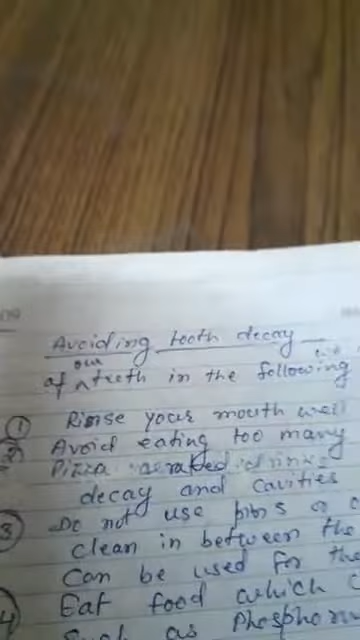 Avoiding tooth decay
our
of teeth in the following
① Rinse your mouth well
② Avoid eating too many
Pizza aerated drinks
decay and cavities
③ Do not use pins or
clean in between the
can be used for the
4 Eat food which
Such as Phosphoru